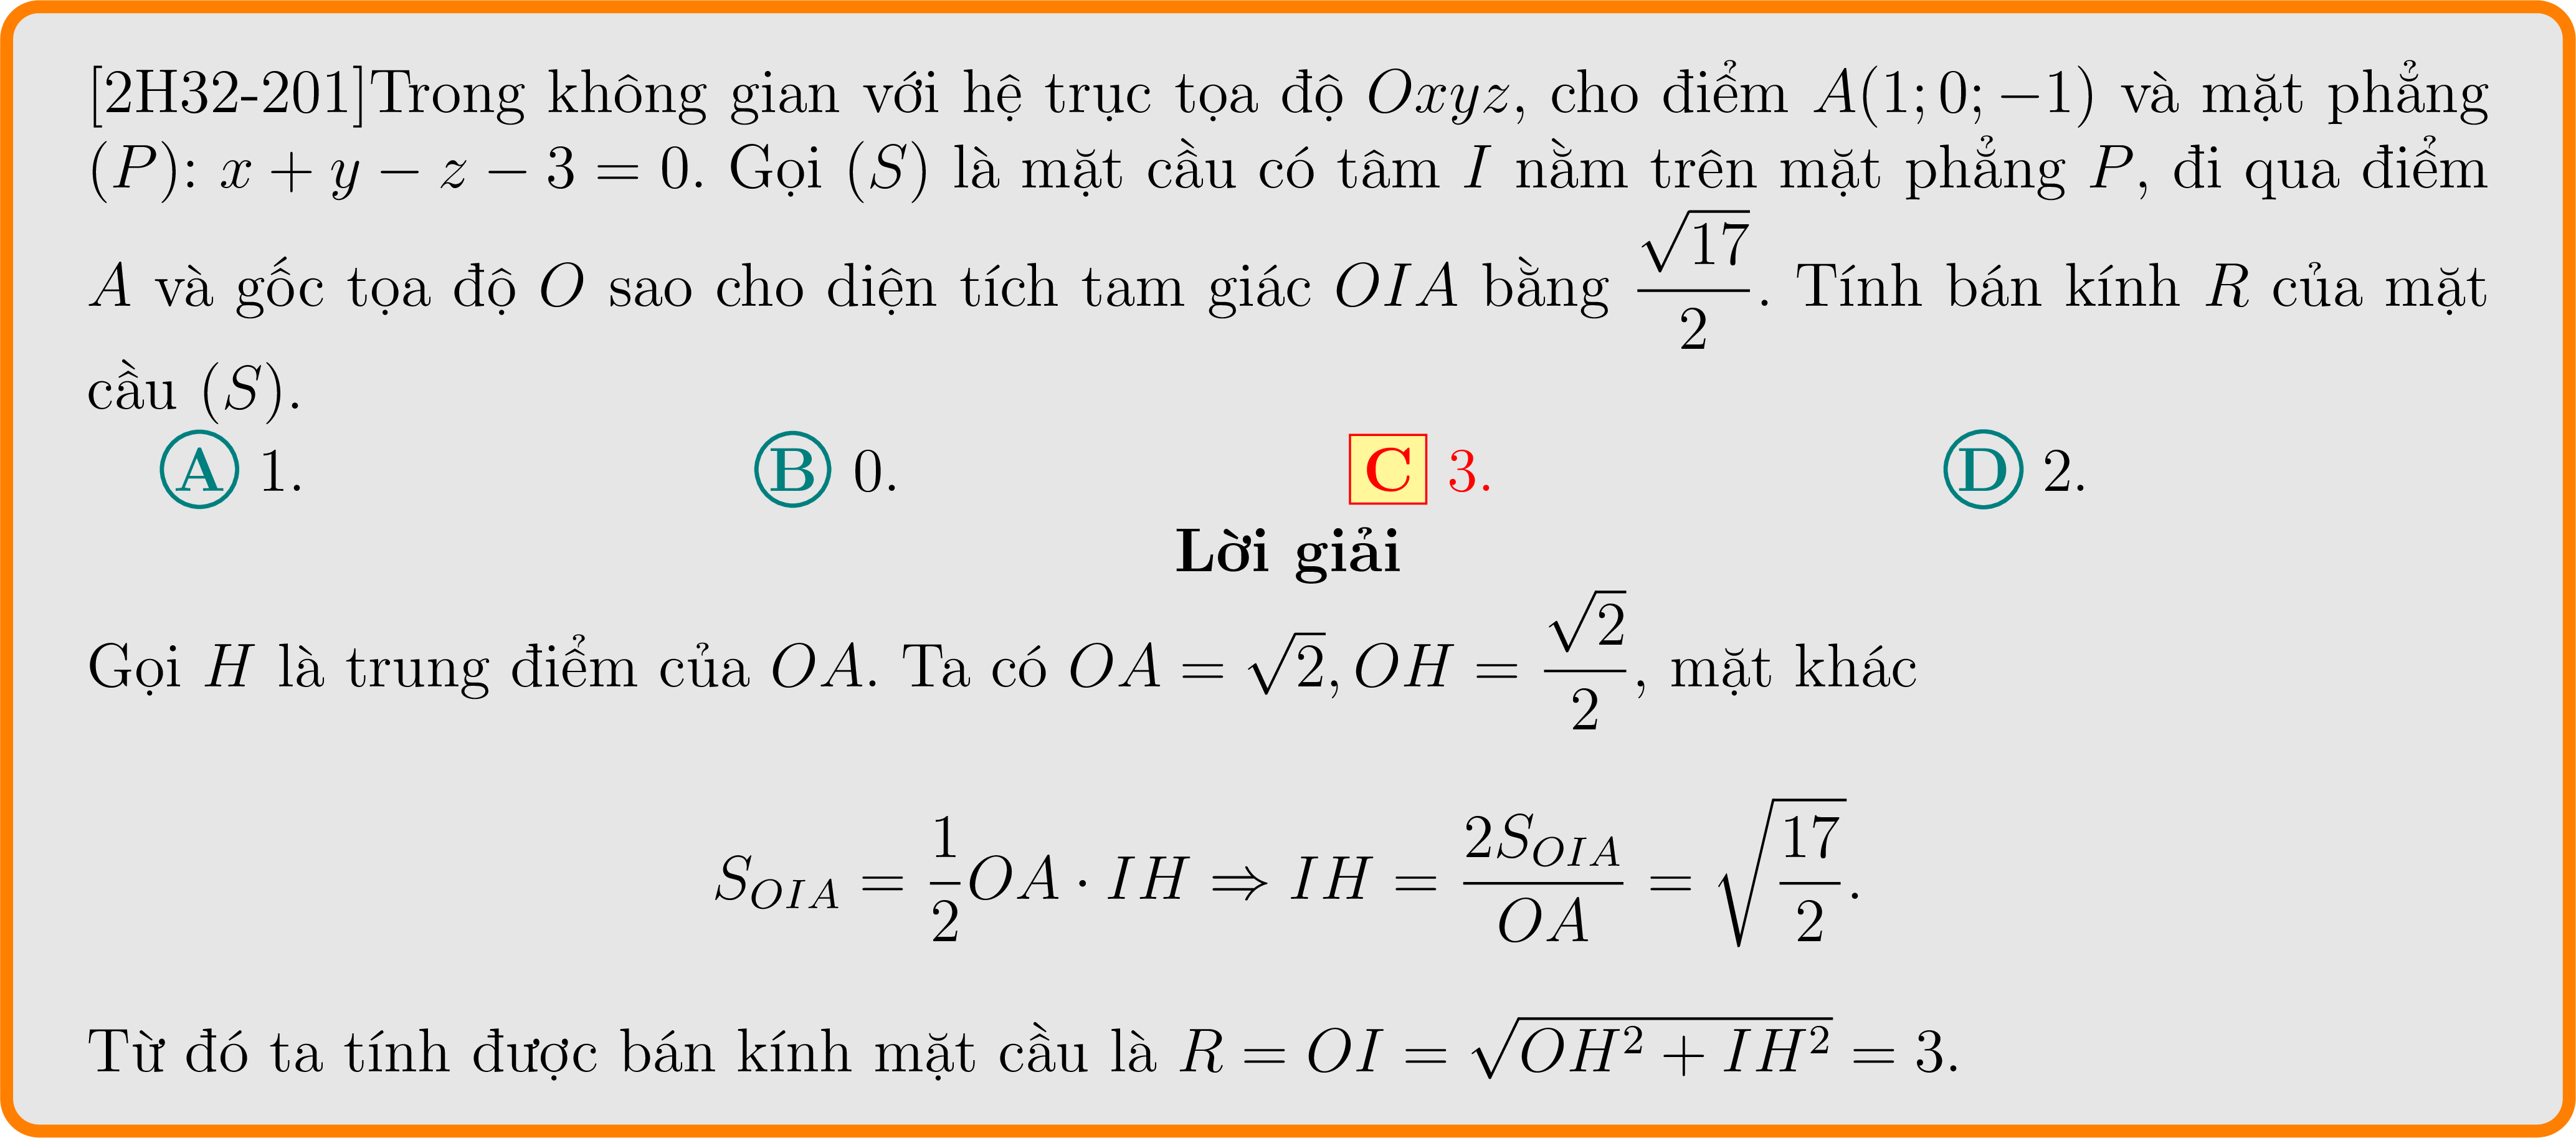 [2H32-201]Trong không gian với hệ trục tọa độ Oxyz, cho điểm A(1; 0; −1) và mặt phẳng
(P): x + y − z − 3 = 0. Gọi (S) là mặt cầu có tâm I nằm trên mặt phẳng P, đi qua điểm
A và gốc tọa độ O sao cho diện tích tam giác OIA bằng \frac{\sqrt{17}}{2}. Tính bán kính R của mặt
cầu (S).
A 1. B 0. C 3. D 2.
Lời giải
Gọi H là trung điểm của OA. Ta có OA = \sqrt{2}, OH = \frac{\sqrt{2}}{2}, mặt khác
S_{OIA} = \frac{1}{2}OA · IH ⇒ IH = \frac{2S_{OIA}}{OA} = \sqrt{\frac{17}{2}}.
Từ đó ta tính được bán kính mặt cầu là R = OI = \sqrt{OH^2 + IH^2} = 3.